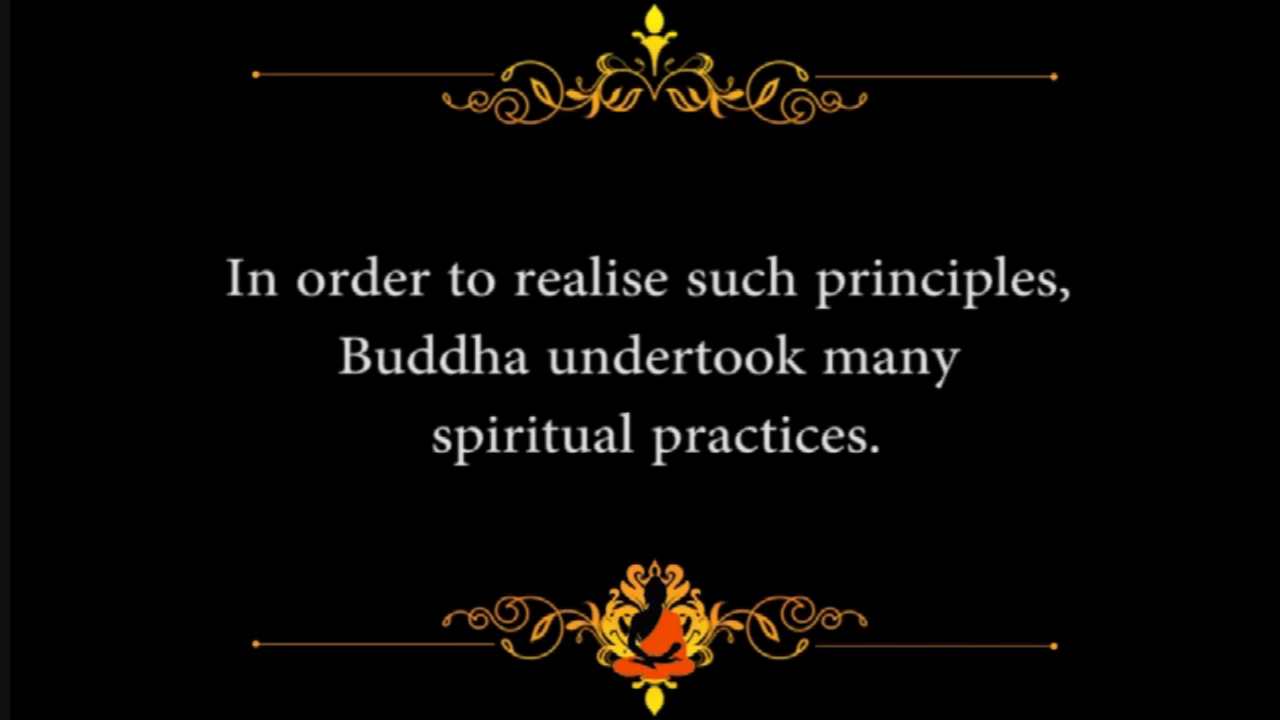 In order to realise such principles,
Buddha undertook many
spiritual practices.